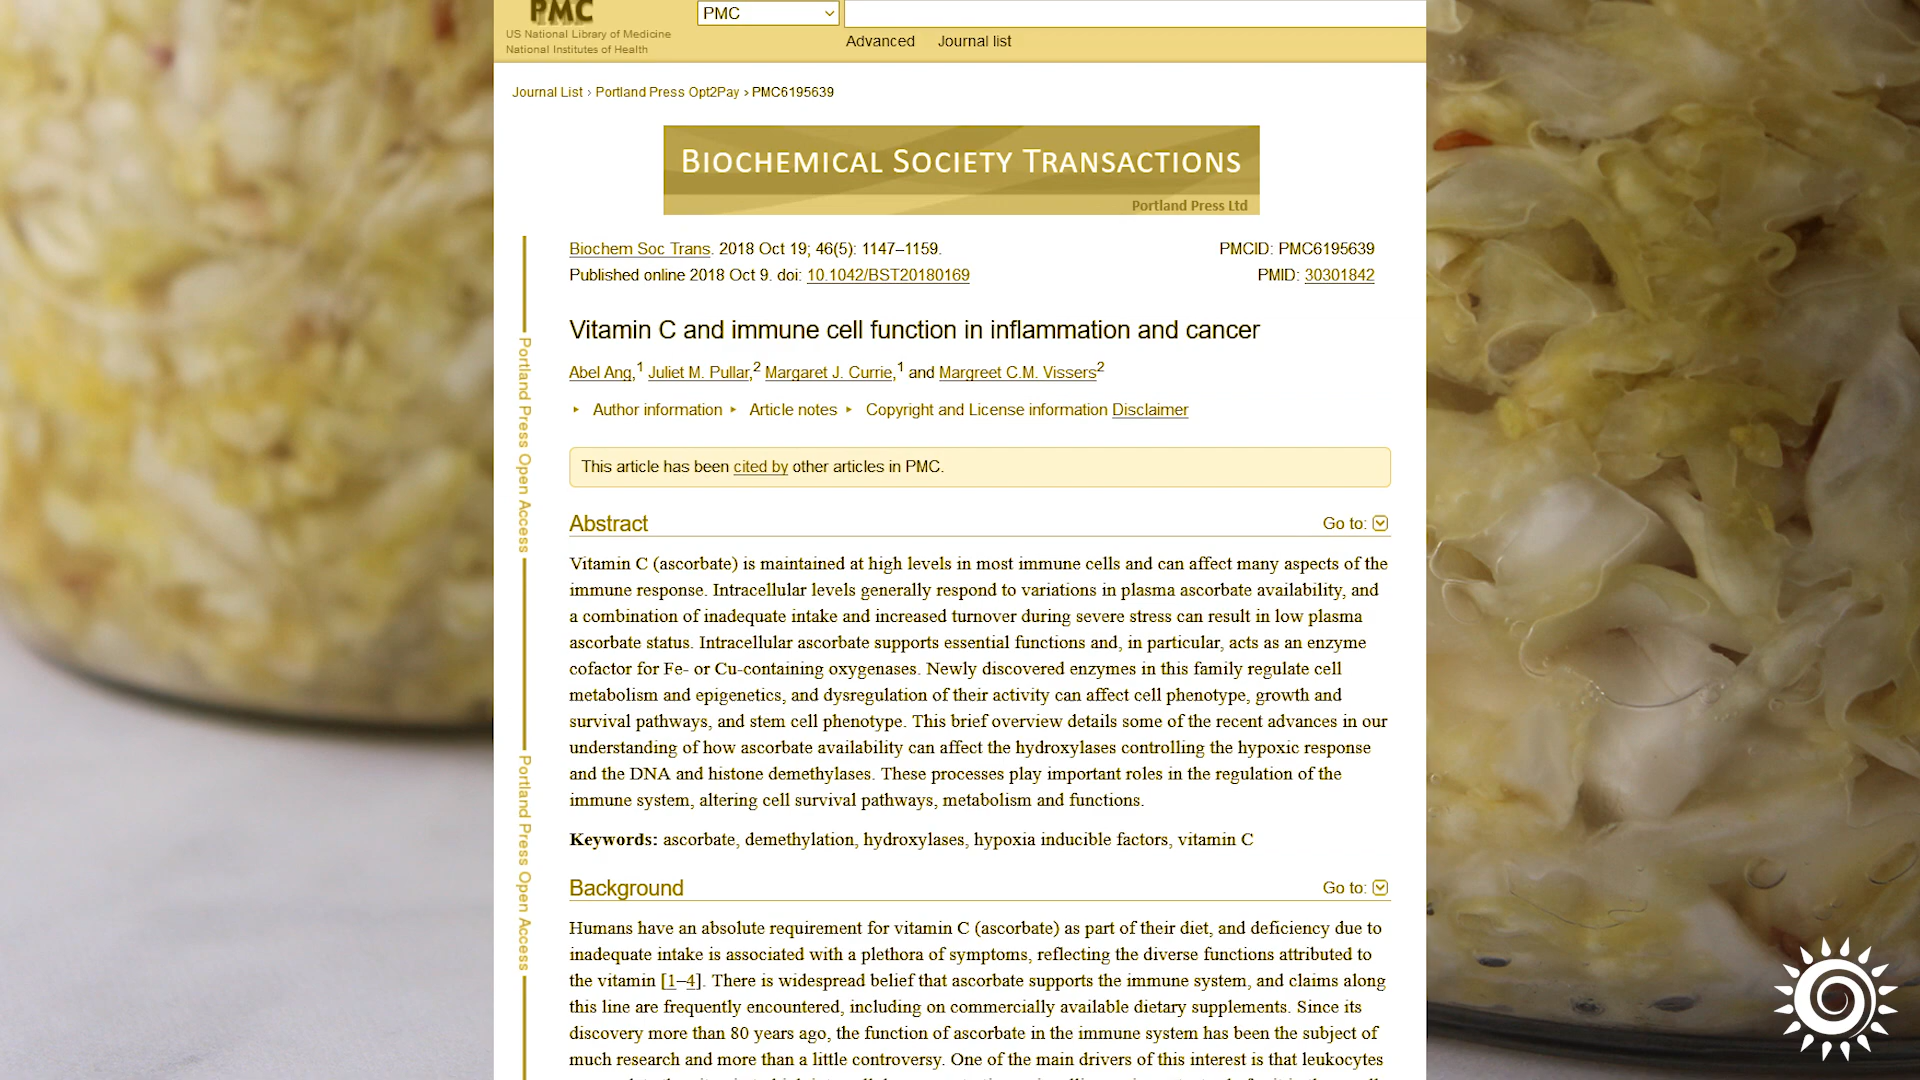 PMC
US National Library of Medicine
National Institutes of Health
PMC
Advanced Journal list
Journal List › Portland Press Opt2Pay › PMC6195639
BIOCHEMICAL SOCIETY TRANSACTIONS
Portland Press Ltd
Portland Press Open Access
Portland Press Open Access
Biochem Soc Trans. 2018 Oct 19; 46(5): 1147–1159. PMCID: PMC6195639
Published online 2018 Oct 9. doi: 10.1042/BST20180169 PMID: 30301842
Vitamin C and immune cell function in inflammation and cancer
Abel Ang,1 Juliet M. Pullar,2 Margaret J. Currie,1 and Margreet C.M. Vissers2
▸ Author information ▸ Article notes ▸ Copyright and License information Disclaimer
This article has been cited by other articles in PMC.
Abstract Go to:
Vitamin C (ascorbate) is maintained at high levels in most immune cells and can affect many aspects of the
immune response. Intracellular levels generally respond to variations in plasma ascorbate availability, and
a combination of inadequate intake and increased turnover during severe stress can result in low plasma
ascorbate status. Intracellular ascorbate supports essential functions and, in particular, acts as an enzyme
cofactor for Fe- or Cu-containing oxygenases. Newly discovered enzymes in this family regulate cell
metabolism and epigenetics, and dysregulation of their activity can affect cell phenotype, growth and
survival pathways, and stem cell phenotype. This brief overview details some of the recent advances in our
understanding of how ascorbate availability can affect the hydroxylases controlling the hypoxic response
and the DNA and histone demethylases. These processes play important roles in the regulation of the
immune system, altering cell survival pathways, metabolism and functions.
Keywords: ascorbate, demethylation, hydroxylases, hypoxia inducible factors, vitamin C
Background Go to:
Humans have an absolute requirement for vitamin C (ascorbate) as part of their diet, and deficiency due to
inadequate intake is associated with a plethora of symptoms, reflecting the diverse functions attributed to
the vitamin [1–4]. There is widespread belief that ascorbate supports the immune system, and claims along
this line are frequently encountered, including on commercially available dietary supplements. Since its
discovery more than 80 years ago, the function of ascorbate in the immune system has been the subject of
much research and more than a little controversy. One of the main drivers of this interest is that leukocytes